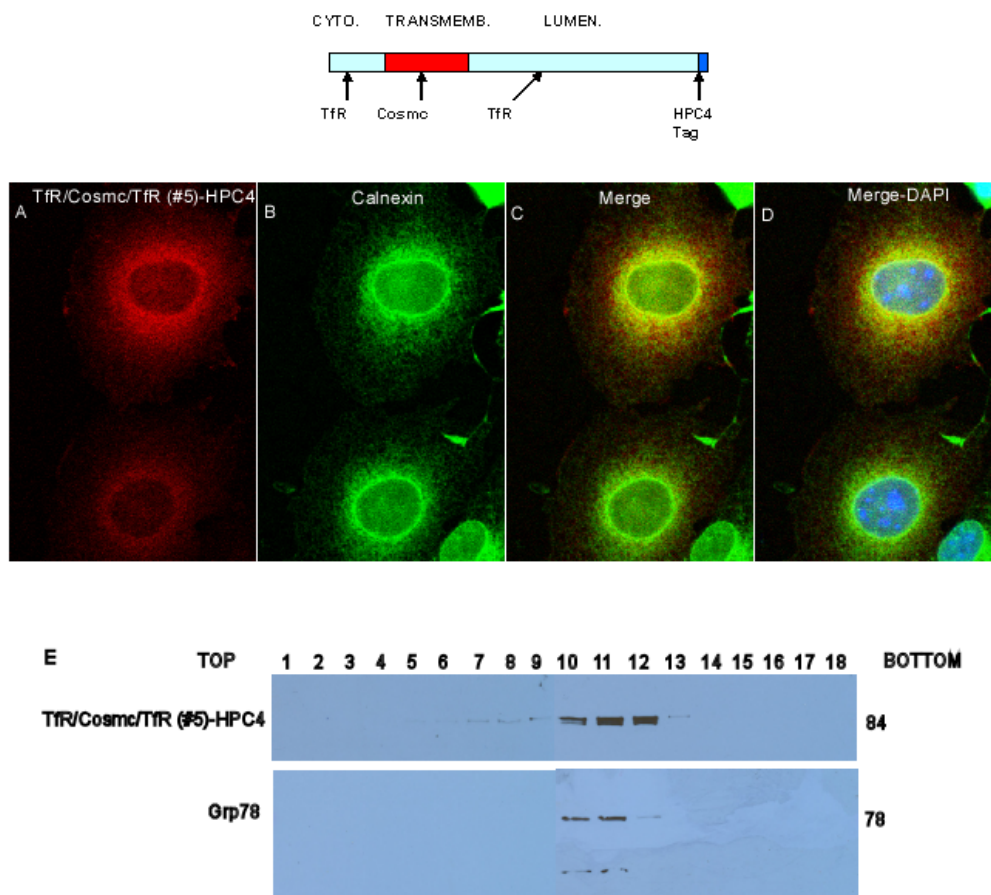 CYTO. TRANSMEMB. LUMEN.
TfR Cosmc TfR HPC4
Tag
TfR/Cosmc/TfR (#5)-HPC4 Calnexin Merge Merge-DAPI
A B C D
E TOP 1 2 3 4 5 6 7 8 9 10 11 12 13 14 15 16 17 18 BOTTOM
TfR/Cosmc/TfR (#5)-HPC4 84
Grp78 78